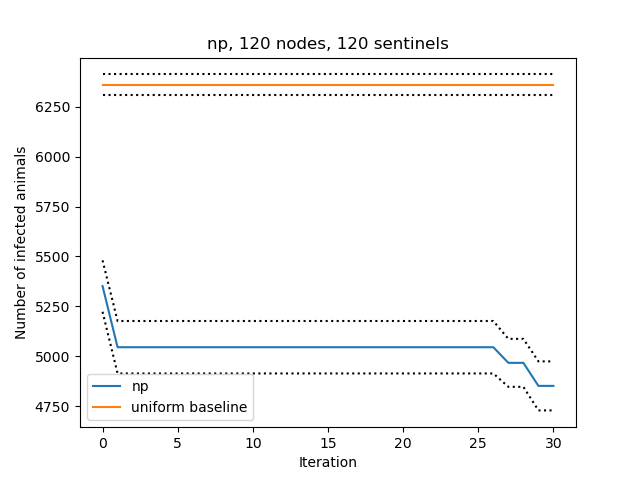 np, 120 nodes, 120 sentinels
Number of infected animals
6250
6000
5750
5500
5250
5000
4750
np
uniform baseline
0 5 10 15 20 25 30
Iteration